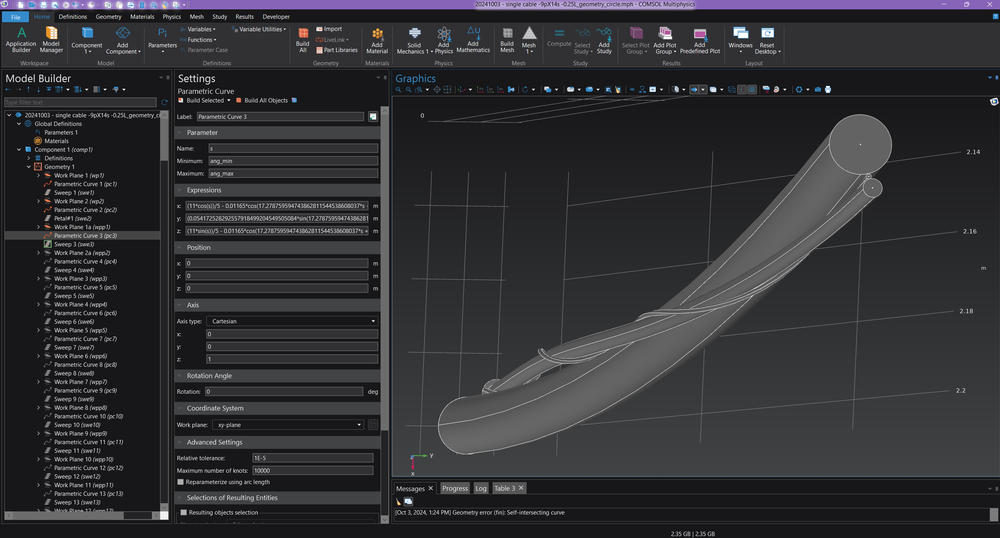 20241003 - single cable -9pX14s -0.25L_geometry_circle.mph - COMSOL Multiphysics
File Home Definitions Geometry Materials Physics Mesh Study Results Developer
Application Builder
Model Manager
Workspace
Component 1
Add Component
Model
Pi
Parameters
a= Variables
f(x) Functions
Pi Parameter Case
Variable Utilities
Definitions
Build All
Import
LiveLink
Part Libraries
Geometry
Add Material
Materials
Solid Mechanics 1
Add Physics
Add Mathematics
Physics
Build Mesh
Mesh 1
Mesh
Compute
Select Study
Add Study
Study
Select Plot Group
Add Plot Group
Add Predefined Plot
Results
Windows
Reset Desktop
Layout
Model Builder
Type filter text
20241003 - single cable -9pX14s -0.25L_geometry_ci
Global Definitions
Pi Parameters 1
Materials
Component 1 (comp1)
Definitions
Geometry 1
Work Plane 1 (wp1)
Parametric Curve 1 (pc1)
Sweep 1 (swe1)
Work Plane 2 (wp2)
Parametric Curve 2 (pc2)
Petal#1 (swe2)
Work Plane 1a (wpp1)
Parametric Curve 3 (pc3)
Sweep 3 (swe3)
Work Plane 2a (wpp2)
Parametric Curve 4 (pc4)
Sweep 4 (swe4)
Work Plane 3 (wpp3)
Parametric Curve 5 (pc5)
Sweep 5 (swe5)
Work Plane 4 (wpp4)
Parametric Curve 6 (pc6)
Sweep 6 (swe6)
Work Plane 5 (wpp5)
Parametric Curve 7 (pc7)
Sweep 7 (swe7)
Work Plane 6 (wpp6)
Parametric Curve 8 (pc8)
Sweep 8 (swe8)
Work Plane 7 (wpp7)
Parametric Curve 9 (pc9)
Sweep 9 (swe9)
Work Plane 8 (wpp8)
Parametric Curve 10 (pc10)
Sweep 10 (swe10)
Work Plane 9 (wpp9)
Parametric Curve 11 (pc11)
Sweep 11 (swe11)
Work Plane 10 (wpp10)
Parametric Curve 12 (pc12)
Sweep 12 (swe12)
Work Plane 11 (wpp11)
Parametric Curve 13 (pc13)
Sweep 13 (swe13)
Work Plane 12 (wpp12)
Settings
Parametric Curve
Build Selected Build All Objects
Label: Parametric Curve 3
Parameter
Name: s
Minimum: ang_min
Maximum: ang_max
Expressions
x: (11*cos(s))/5 - 0.01165*cos(17.278759594743862811544538608037*s - m
y: (0.054172528292557918499204549505084*sin(17.27875959474386281 m
z: (11*sin(s))/5 - 0.01165*cos(17.278759594743862811544538608037*s + m
Position
x: 0 m
y: 0 m
z: 0 m
Axis
Axis type: Cartesian
x: 0
y: 0
z: 1
Rotation Angle
Rotation: 0 deg
Coordinate System
Work plane: xy-plane
Advanced Settings
Relative tolerance: 1E-5
Maximum number of knots: 10000
Reparameterize using arc length
Selections of Resulting Entities
Resulting objects selection
Graphics
0
2.14
2.16
m
2.18
2.2
z y
x
Messages Progress Log Table 3
[Oct 3, 2024, 1:24 PM] Geometry error (fin): Self-intersecting curve
2.35 GB | 2.35 GB